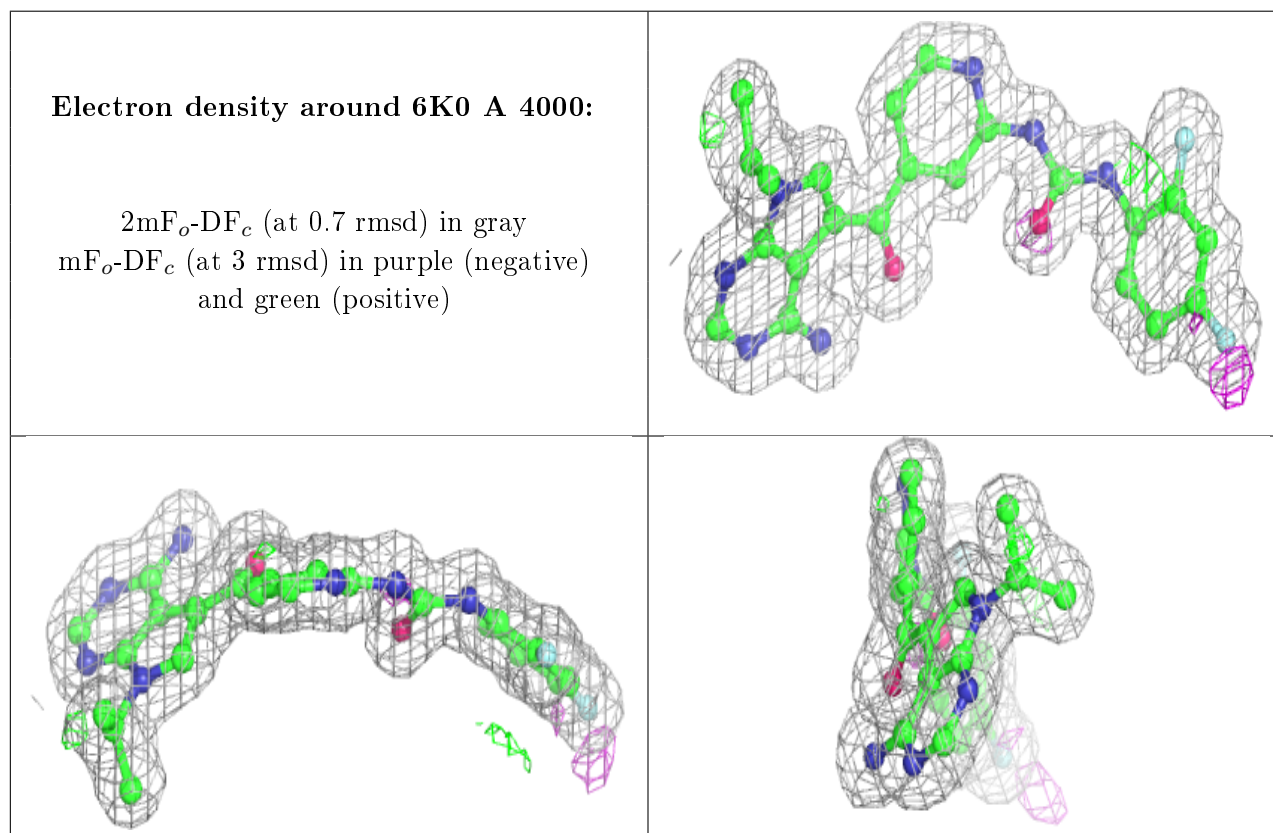 Electron density around 6K0 A 4000:
2mFₒ-DF𝑐 (at 0.7 rmsd) in gray
mFₒ-DF𝑐 (at 3 rmsd) in purple (negative)
and green (positive)